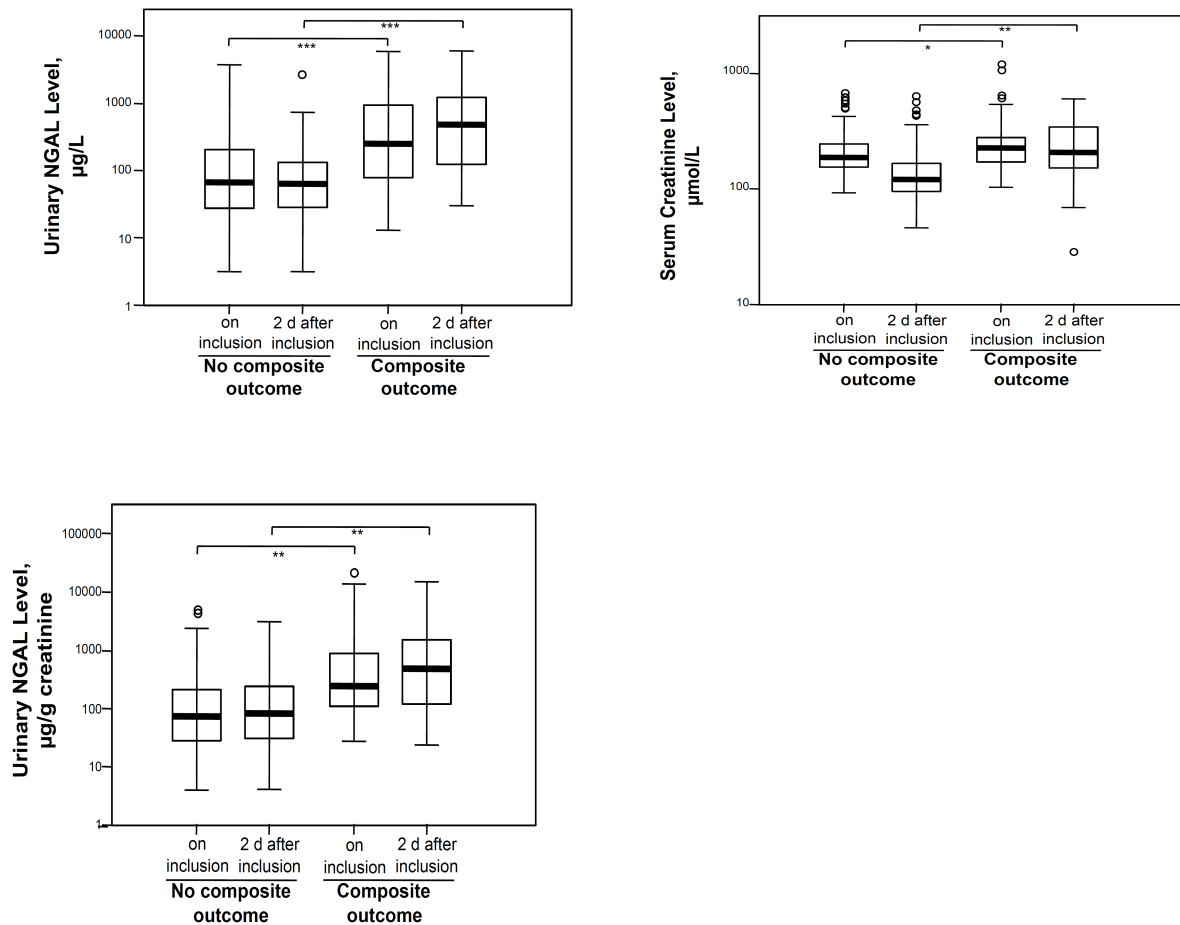 Urinary NGAL Level,
µg/L
10000
1000
100
10
1
***
***
on
inclusion
2 d after
inclusion
on
inclusion
2 d after
inclusion
No composite
outcome
Composite
outcome
Serum Creatinine Level,
µmol/L
1000
100
10
*
**
on
inclusion
2 d after
inclusion
on
inclusion
2 d after
inclusion
No composite
outcome
Composite
outcome
Urinary NGAL Level,
µg/g creatinine
100000
10000
1000
100
10
1
**
**
on
inclusion
2 d after
inclusion
on
inclusion
2 d after
inclusion
No composite
outcome
Composite
outcome